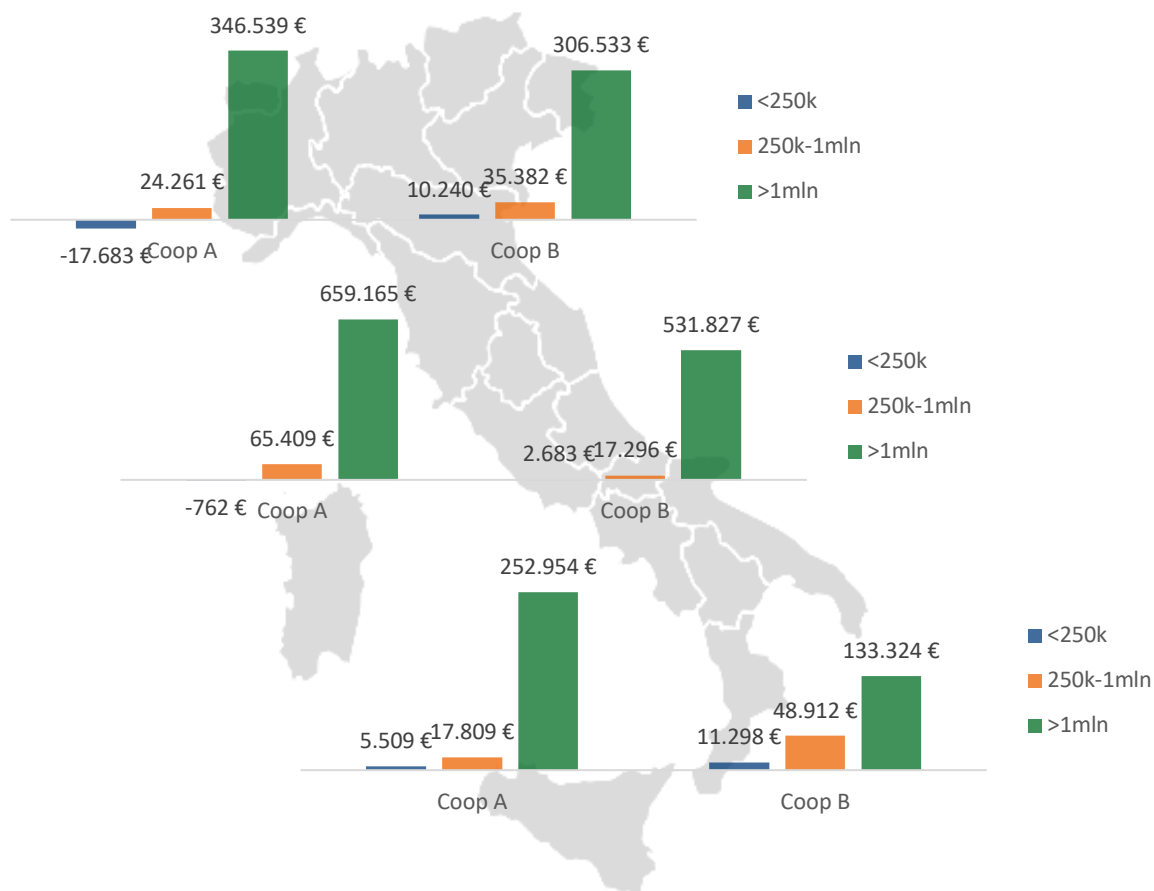 346.539 €
306.533 €
<250k
250k-1mln
>1mln
24.261 €
10.240 €
35.382 €
-17.683 €
Coop A
Coop B
659.165 €
531.827 €
<250k
250k-1mln
>1mln
65.409 €
2.683 €
17.296 €
-762 €
Coop A
Coop B
252.954 €
133.324 €
<250k
250k-1mln
>1mln
5.509 €
17.809 €
11.298 €
48.912 €
Coop A
Coop B